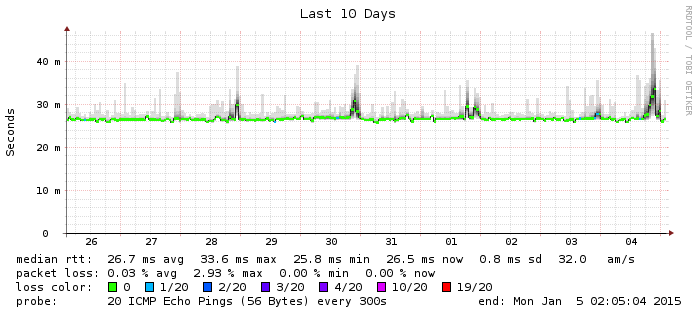 Last 10 Days
RRDTOOL / TOBI OETIKER
Seconds
40 m
30 m
20 m
10 m
0
26 27 28 29 30 31 01 02 03 04
median rtt: 26.7 ms avg 33.6 ms max 25.8 ms min 26.5 ms now 0.8 ms sd 32.0 am/s
packet loss: 0.03 % avg 2.93 % max 0.00 % min 0.00 % now
loss color: 0 1/20 2/20 3/20 4/20 10/20 19/20
probe: 20 ICMP Echo Pings (56 Bytes) every 300s end: Mon Jan 5 02:05:04 2015